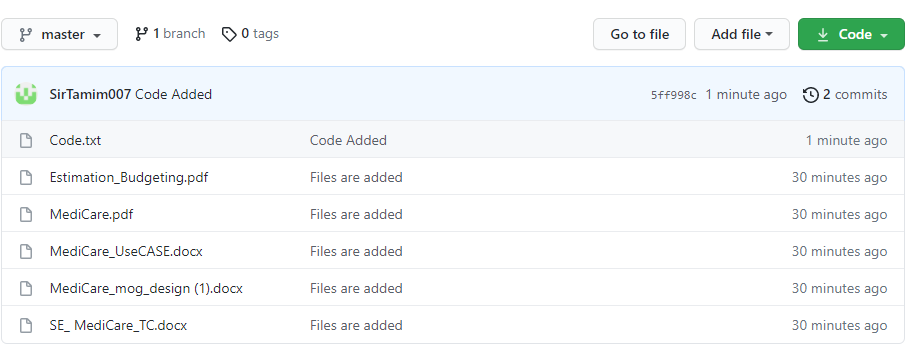 master 1 branch 0 tags Go to file Add file Code
SirTamim007 Code Added 5ff998c 1 minute ago 2 commits
Code.txt Code Added 1 minute ago
Estimation_Budgeting.pdf Files are added 30 minutes ago
MediCare.pdf Files are added 30 minutes ago
MediCare_UseCASE.docx Files are added 30 minutes ago
MediCare_mog_design (1).docx Files are added 30 minutes ago
SE_ MediCare_TC.docx Files are added 30 minutes ago